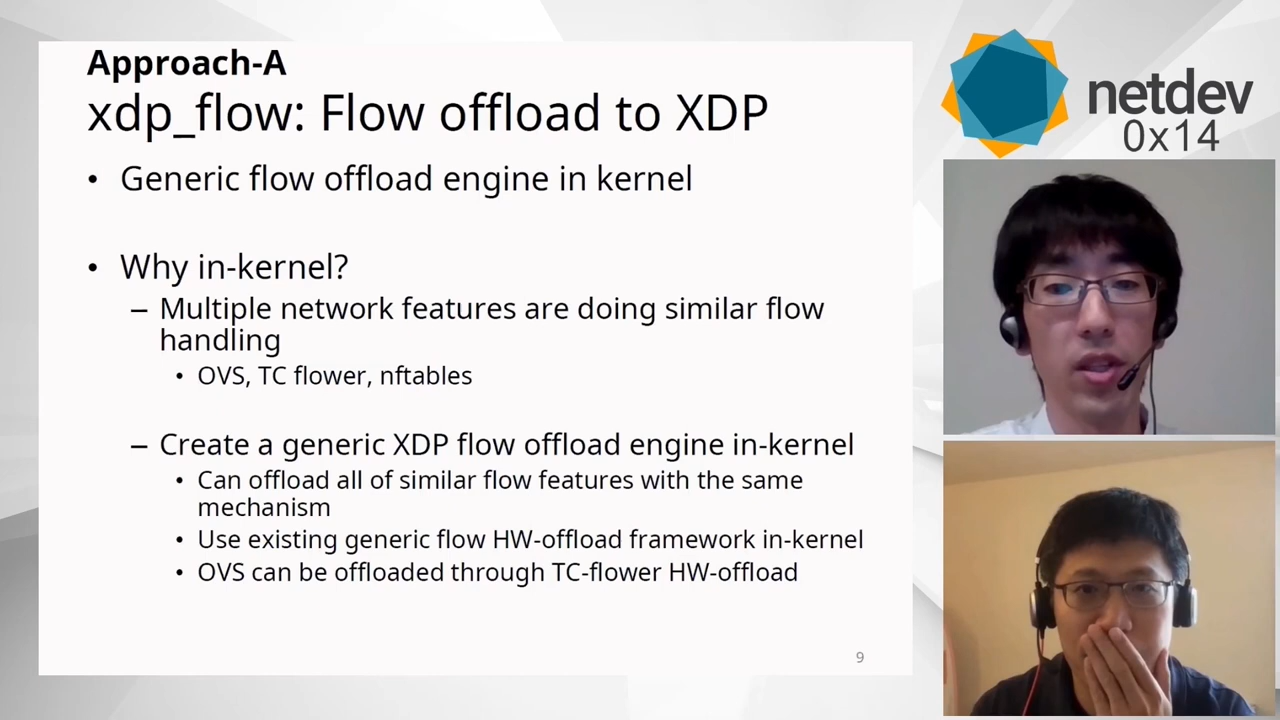 Approach-A
xdp_flow: Flow offload to XDP
• Generic flow offload engine in kernel
• Why in-kernel?
– Multiple network features are doing similar flow
handling
• OVS, TC flower, nftables
– Create a generic XDP flow offload engine in-kernel
• Can offload all of similar flow features with the same
mechanism
• Use existing generic flow HW-offload framework in-kernel
• OVS can be offloaded through TC-flower HW-offload
9
netdev
0x14